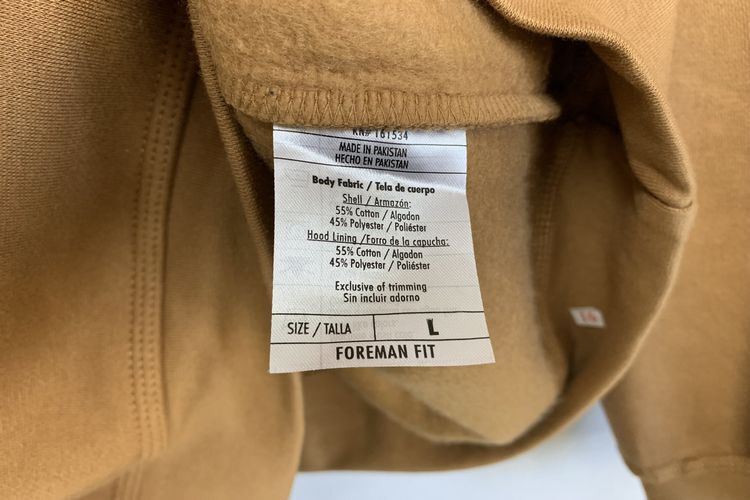 RN# 161534
MADE IN PAKISTAN
HECHO EN PAKISTAN
Body Fabric / Tela de cuerpo
Shell / Armazón:
55% Cotton / Algodon
45% Polyester / Poliéster
Hood Lining /Forro de la capucha:
55% Cotton / Algodon
45% Polyester / Poliéster
Exclusive of trimming
Sin incluir adorno
SIZE / TALLA L
FOREMAN FIT
16